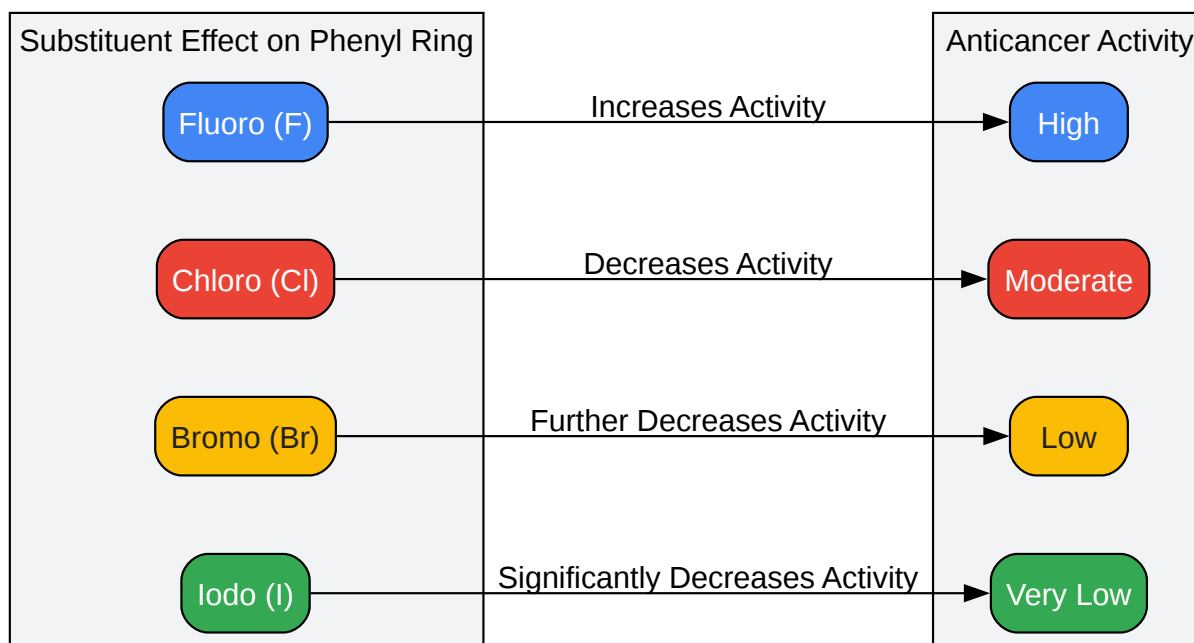 Substituent Effect on Phenyl Ring
Anticancer Activity
Fluoro (F)
Increases Activity
High
Chloro (Cl)
Decreases Activity
Moderate
Bromo (Br)
Further Decreases Activity
Low
Iodo (I)
Significantly Decreases Activity
Very Low